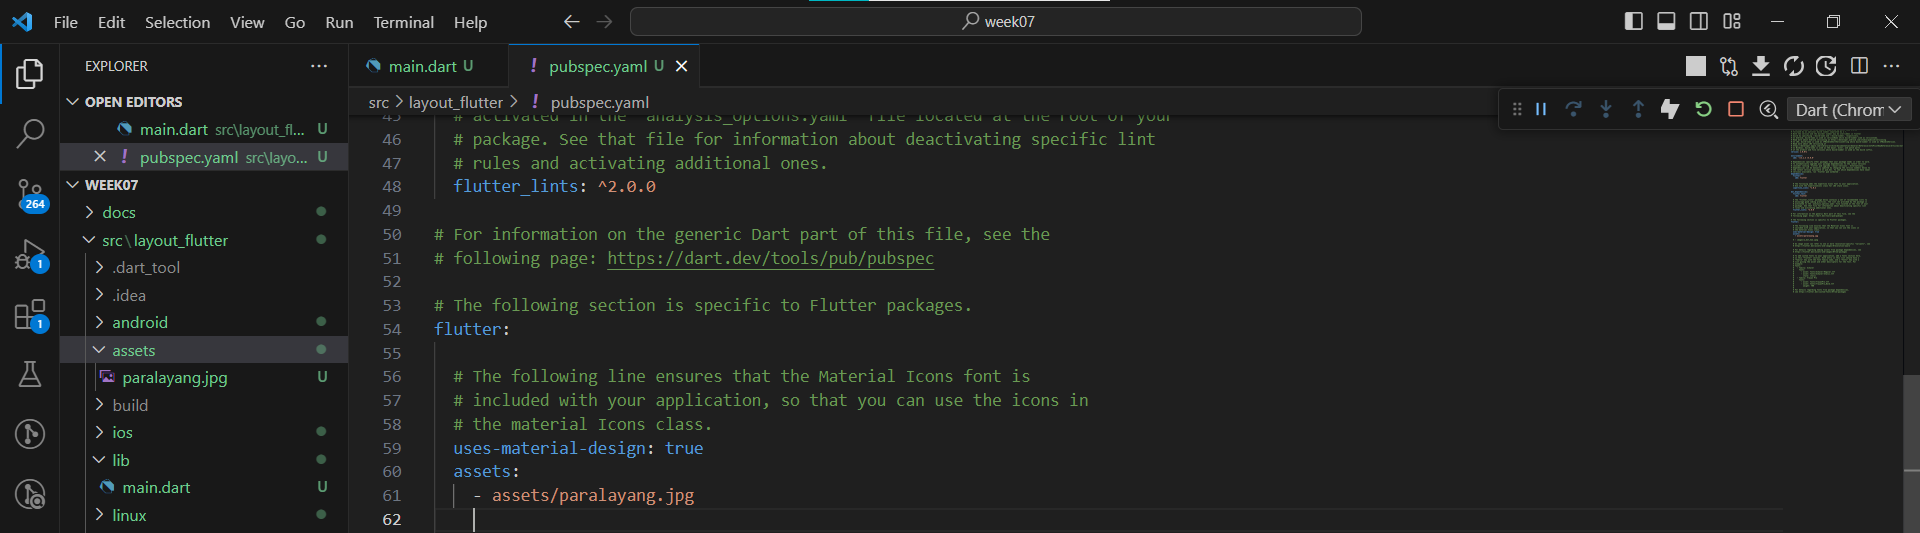 File Edit Selection View Go Run Terminal Help
week07
EXPLORER
main.dart U
pubspec.yaml U
OPEN EDITORS
main.dart src\layout_fl... U
pubspec.yaml src\layo... U
WEEK07
docs
src\layout_flutter
.dart_tool
.idea
android
assets
paralayang.jpg U
build
ios
lib
main.dart U
linux
264
1
1
src > layout_flutter > ! pubspec.yaml
Dart (Chrom
45 # activated in the `analysis_options.yaml` file located at the root of your
46 # package. See that file for information about deactivating specific lint
47 # rules and activating additional ones.
48 flutter_lints: ^2.0.0
49
50 # For information on the generic Dart part of this file, see the
51 # following page: https://dart.dev/tools/pub/pubspec
52
53 # The following section is specific to Flutter packages.
54 flutter:
55
56 # The following line ensures that the Material Icons font is
57 # included with your application, so that you can use the icons in
58 # the material Icons class.
59 uses-material-design: true
60 assets:
61 - assets/paralayang.jpg
62